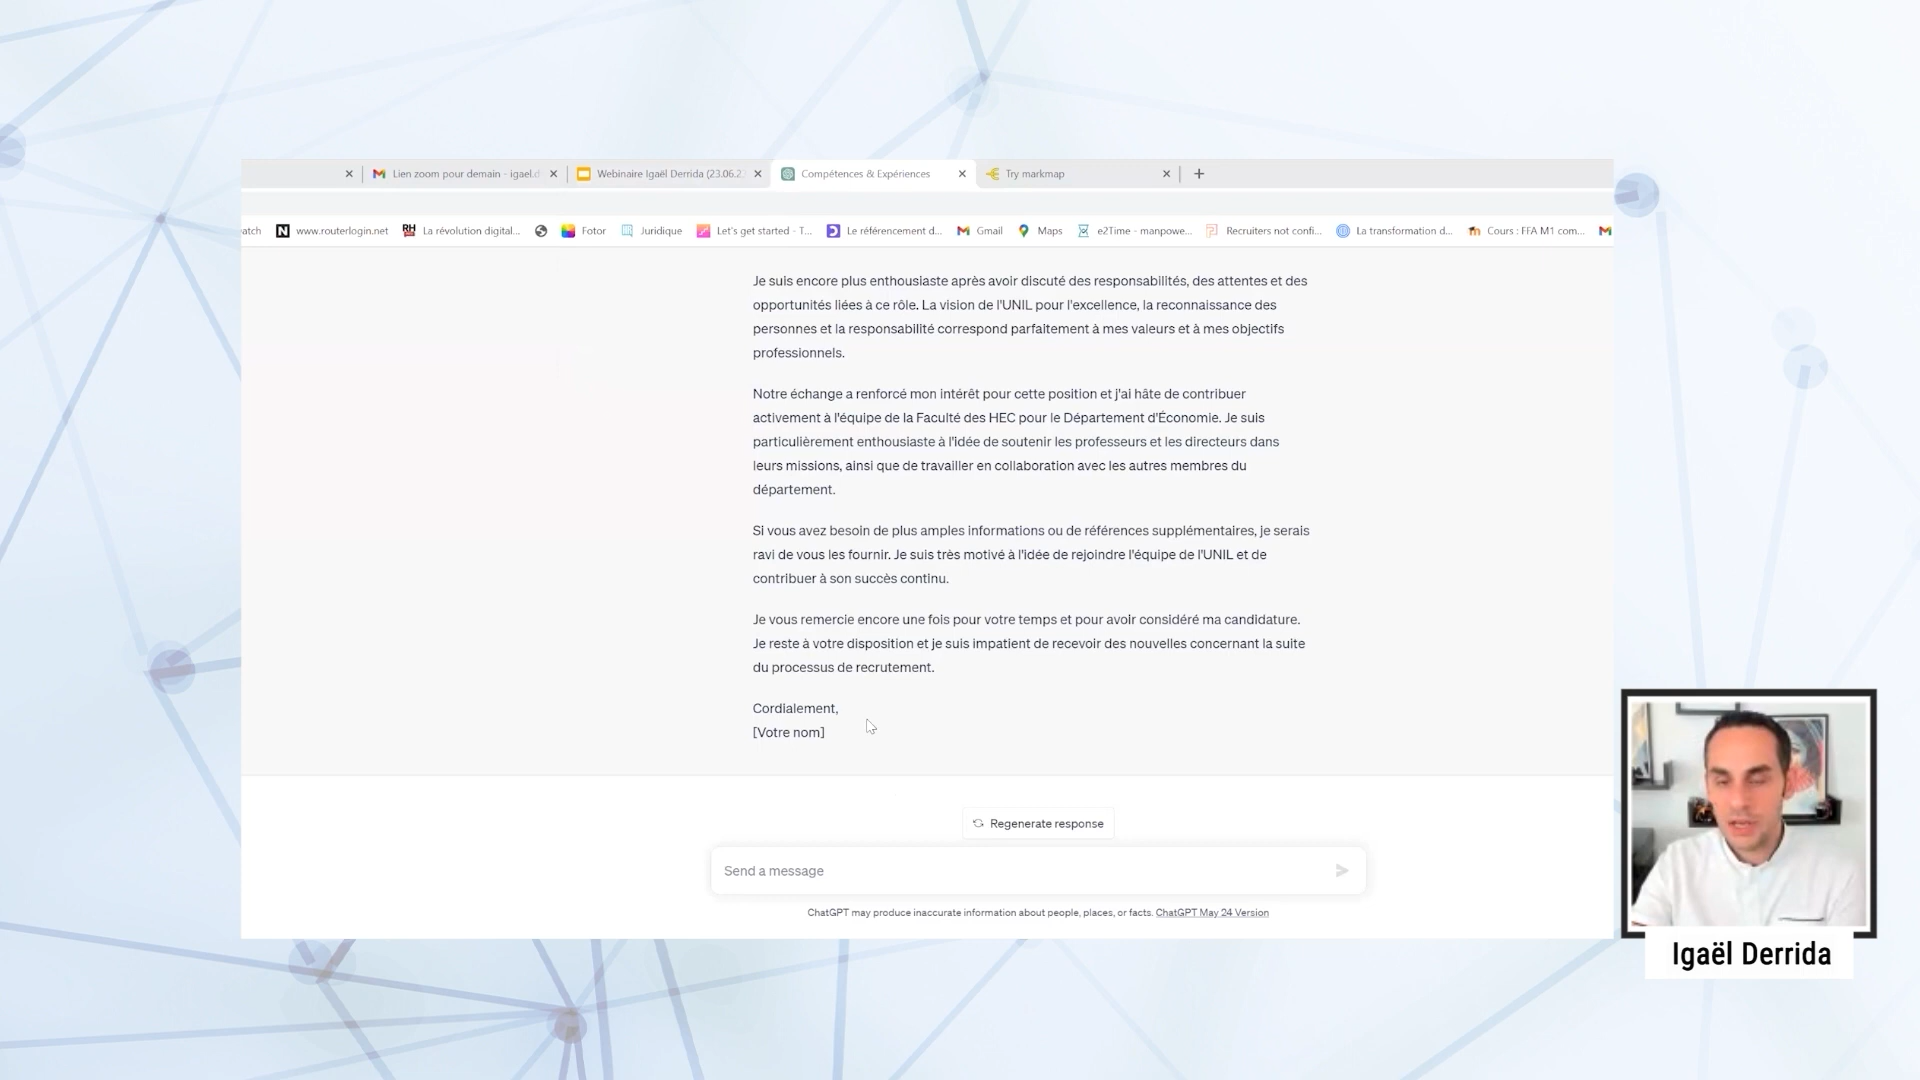 Lien zoom pour demain - igael.d
Webinaire Igaël Derrida (23.06.2
Compétences & Expériences
Try markmap
atch
www.routerlogin.net
La révolution digital...
Fotor
Juridique
Let's get started - T...
Le référencement d...
Gmail
Maps
e2Time - manpowe...
Recruiters not confi...
La transformation d...
Cours : FFA M1 com...
Je suis encore plus enthousiaste après avoir discuté des responsabilités, des attentes et des
opportunités liées à ce rôle. La vision de l'UNIL pour l'excellence, la reconnaissance des
personnes et la responsabilité correspond parfaitement à mes valeurs et à mes objectifs
professionnels.
Notre échange a renforcé mon intérêt pour cette position et j'ai hâte de contribuer
activement à l'équipe de la Faculté des HEC pour le Département d'Économie. Je suis
particulièrement enthousiaste à l'idée de soutenir les professeurs et les directeurs dans
leurs missions, ainsi que de travailler en collaboration avec les autres membres du
département.
Si vous avez besoin de plus amples informations ou de références supplémentaires, je serais
ravi de vous les fournir. Je suis très motivé à l'idée de rejoindre l'équipe de l'UNIL et de
contribuer à son succès continu.
Je vous remercie encore une fois pour votre temps et pour avoir considéré ma candidature.
Je reste à votre disposition et je suis impatient de recevoir des nouvelles concernant la suite
du processus de recrutement.
Cordialement,
[Votre nom]
Regenerate response
Send a message
ChatGPT may produce inaccurate information about people, places, or facts. ChatGPT May 24 Version
Igaël Derrida